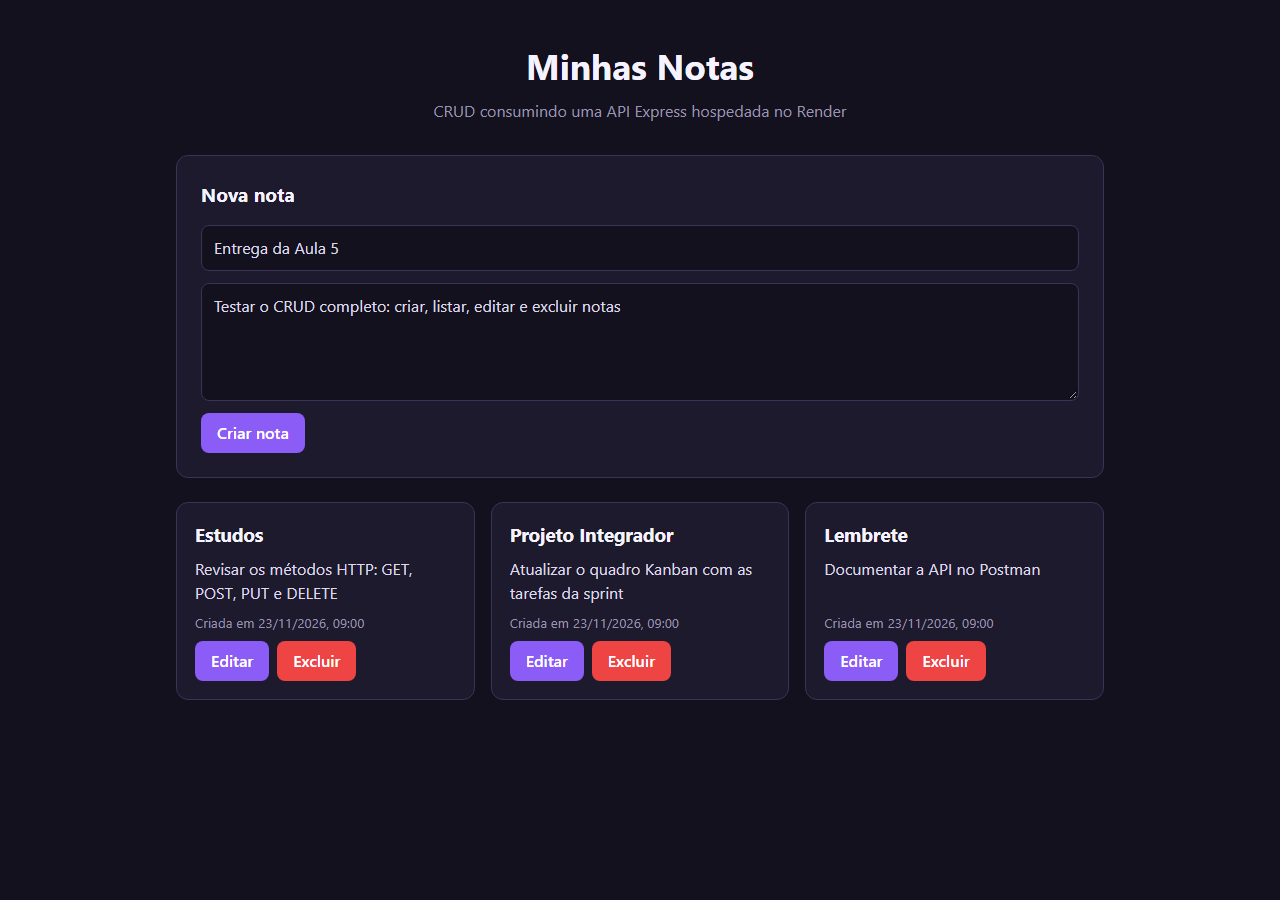 Minhas Notas
CRUD consumindo uma API Express hospedada no Render
Nova nota
Entrega da Aula 5
Testar o CRUD completo: criar, listar, editar e excluir notas
Criar nota
Estudos
Revisar os métodos HTTP: GET,
POST, PUT e DELETE
Criada em 23/11/2026, 09:00
Editar
Excluir
Projeto Integrador
Atualizar o quadro Kanban com as
tarefas da sprint
Criada em 23/11/2026, 09:00
Editar
Excluir
Lembrete
Documentar a API no Postman
Criada em 23/11/2026, 09:00
Editar
Excluir